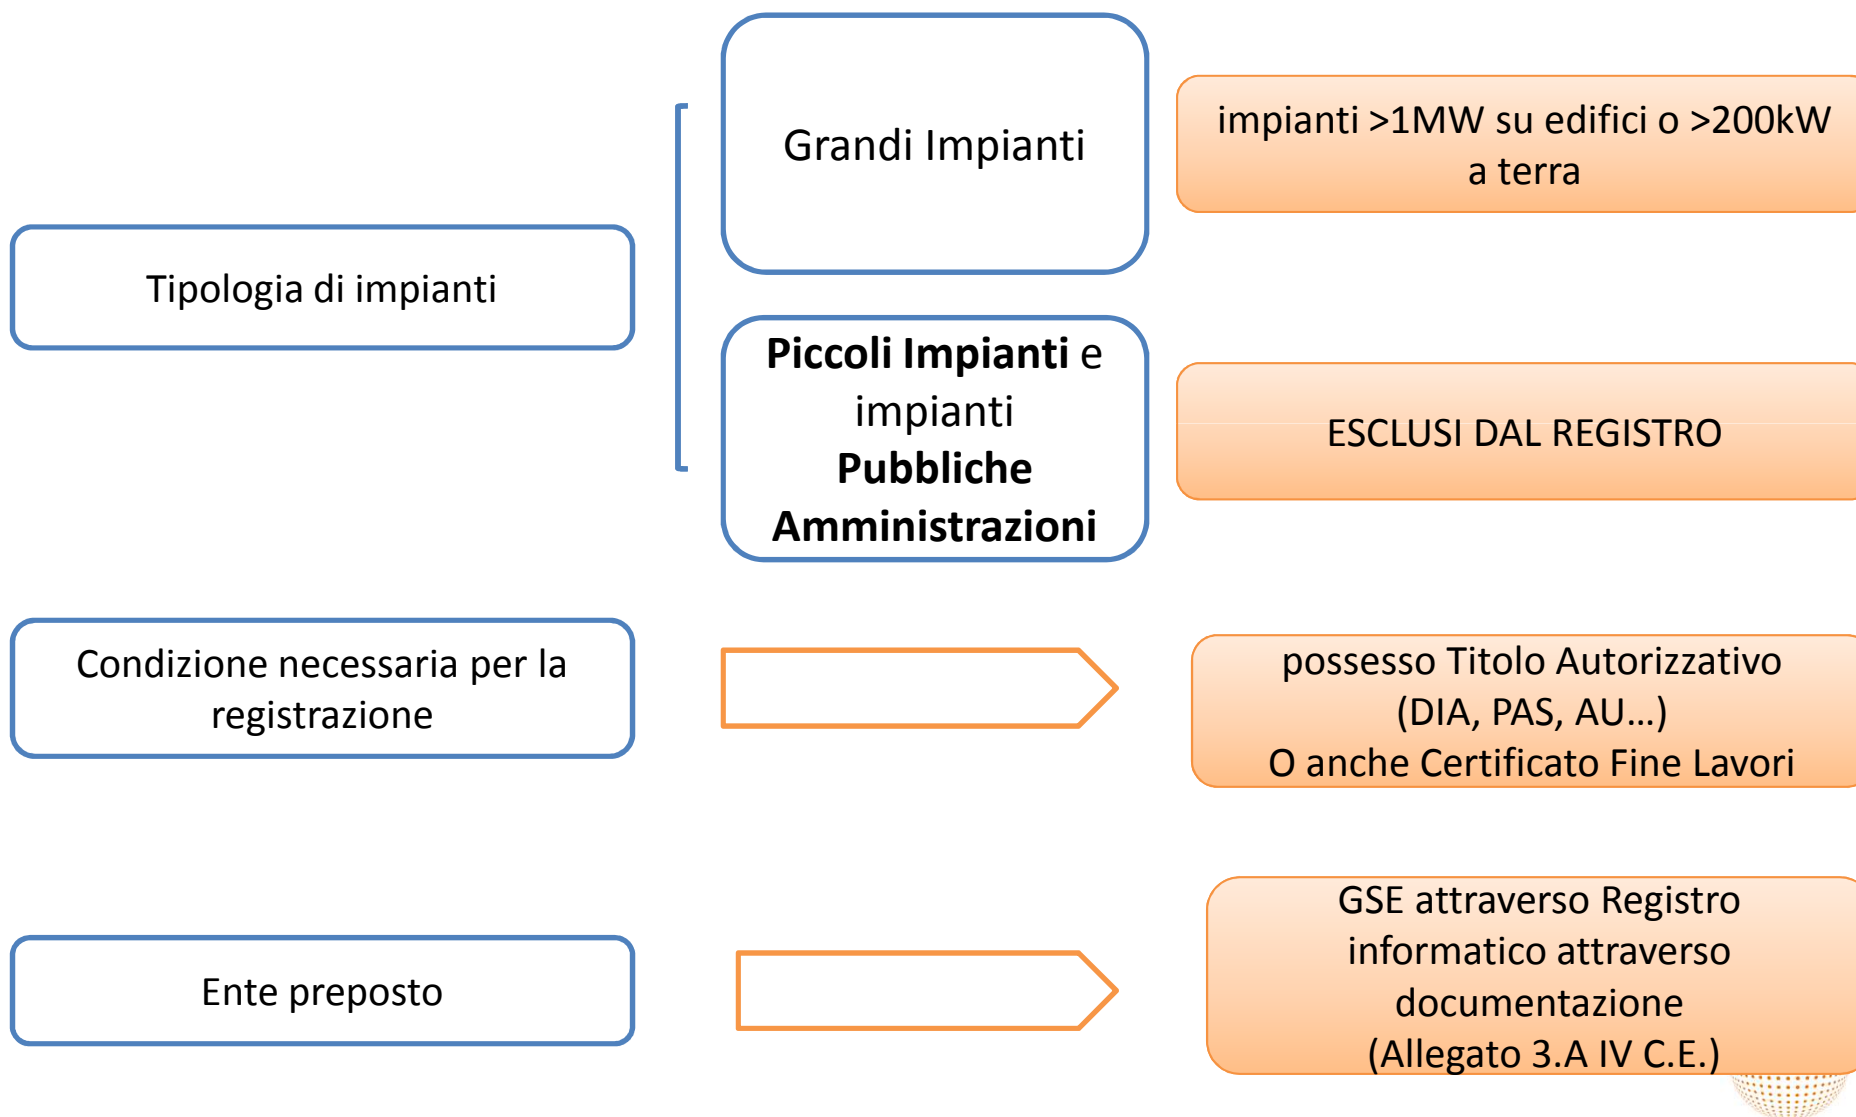 Grandi Impianti
impianti >1MW su edifici o >200kW
a terra
Tipologia di impianti
Piccoli Impianti e
impianti
Pubbliche
Amministrazioni
ESCLUSI DAL REGISTRO
Condizione necessaria per la
registrazione
possesso Titolo Autorizzativo
(DIA, PAS, AU…)
O anche Certificato Fine Lavori
Ente preposto
GSE attraverso Registro
informatico attraverso
documentazione
(Allegato 3.A IV C.E.)